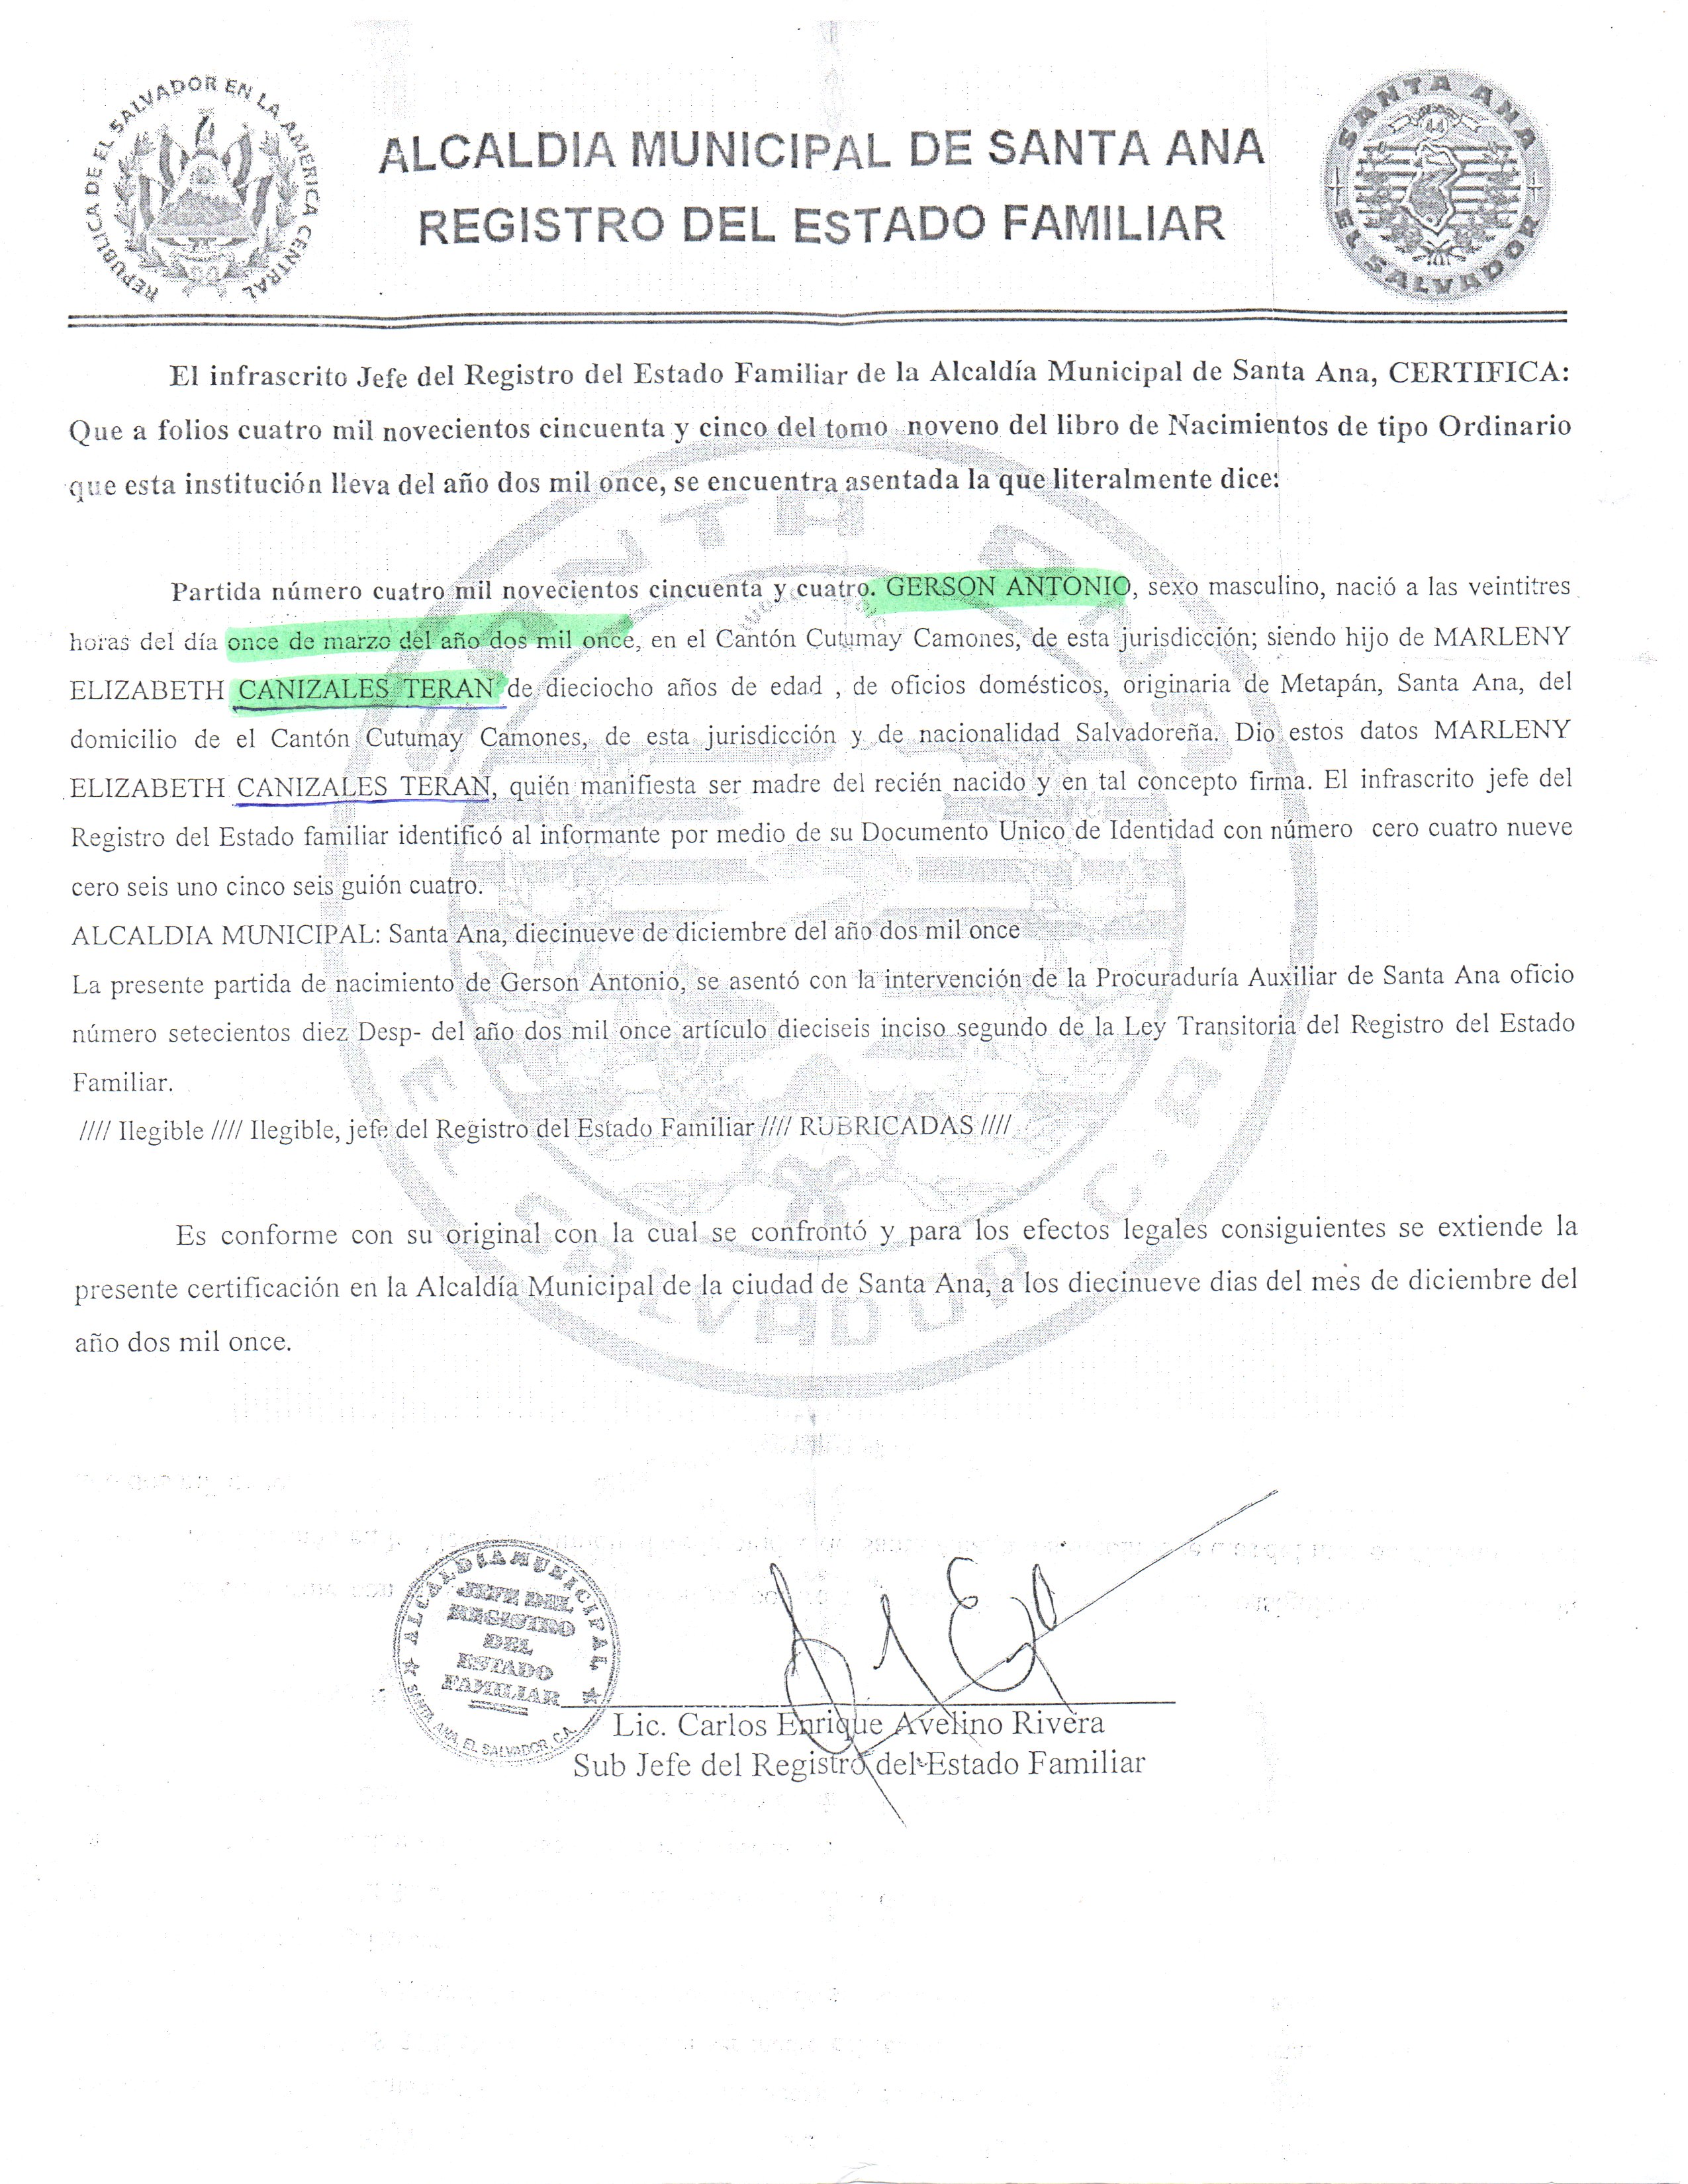 REPUBLICA DE EL SALVADOR EN LA AMERICA CENTRAL
ALCALDIA MUNICIPAL DE SANTA ANA
REGISTRO DEL ESTADO FAMILIAR
SANTA ANA
44
EL SALVADOR
El infrascrito Jefe del Registro del Estado Familiar de la Alcaldía Municipal de Santa Ana, CERTIFICA:
Que a folios cuatro mil novecientos cincuenta y cinco del tomo noveno del libro de Nacimientos de tipo Ordinario
que esta institución lleva del año dos mil once, se encuentra asentada la que literalmente dice:
Partida número cuatro mil novecientos cincuenta y cuatro. GERSON ANTONIO, sexo masculino, nació a las veintitres
horas del día once de marzo del año dos mil once, en el Cantón Cutumay Camones, de esta jurisdicción; siendo hijo de MARLENY
ELIZABETH CANIZALES TERAN de dieciocho años de edad , de oficios domésticos, originaria de Metapán, Santa Ana, del
domicilio de el Cantón Cutumay Camones, de esta jurisdicción y de nacionalidad Salvadoreña. Dio estos datos MARLENY
ELIZABETH CANIZALES TERAN, quién manifiesta ser madre del recién nacido y en tal concepto firma. El infrascrito jefe del
Registro del Estado familiar identificó al informante por medio de su Documento Unico de Identidad con número cero cuatro nueve
cero seis uno cinco seis guión cuatro.
ALCALDIA MUNICIPAL: Santa Ana, diecinueve de diciembre del año dos mil once
La presente partida de nacimiento de Gerson Antonio, se asentó con la intervención de la Procuraduría Auxiliar de Santa Ana oficio
número setecientos diez Desp- del año dos mil once artículo dieciseis inciso segundo de la Ley Transitoria del Registro del Estado
Familiar.
//// Ilegible //// Ilegible, jefe del Registro del Estado Familiar //// RUBRICADAS ////
Es conforme con su original con la cual se confrontó y para los efectos legales consiguientes se extiende la
presente certificación en la Alcaldía Municipal de la ciudad de Santa Ana, a los diecinueve dias del mes de diciembre del
año dos mil once.
ALCALDIA MUNICIPAL
JEFE DEL
REGISTRO
DEL
ESTADO
FAMILIAR
SANTA ANA, EL SALVADOR, C.A.
Lic. Carlos Enrique Avelino Rivera
Sub Jefe del Registro del Estado Familiar